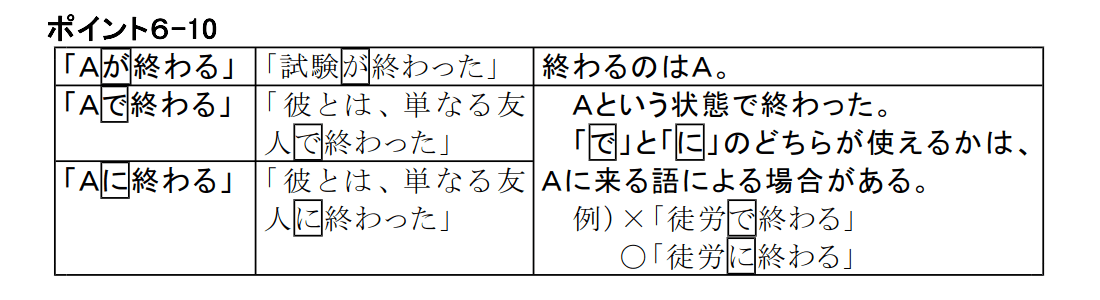 ポイント6-10
「Aが終わる」 「試験が終わった」 終わるのはA。
「Aで終わる」 「彼とは、単なる友
人で終わった」
「Aに終わる」 「彼とは、単なる友
人に終わった」
Aという状態で終わった。
「で」と「に」のどちらが使えるかは、
Aに来る語による場合がある。
例)×「徒労で終わる」
○「徒労に終わる」